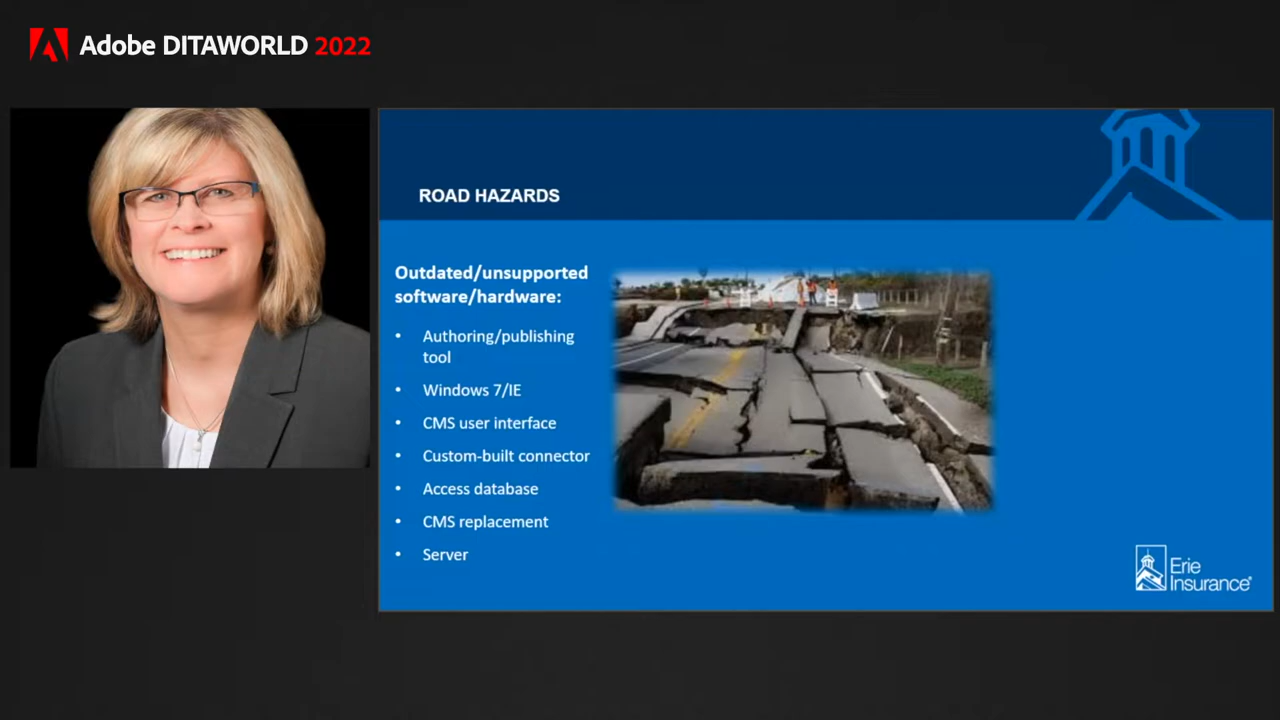 Adobe DITAWORLD 2022
ROAD HAZARDS
Outdated/unsupported
software/hardware:
• Authoring/publishing
tool
• Windows 7/IE
• CMS user interface
• Custom-built connector
• Access database
• CMS replacement
• Server
Erie
Insurance®